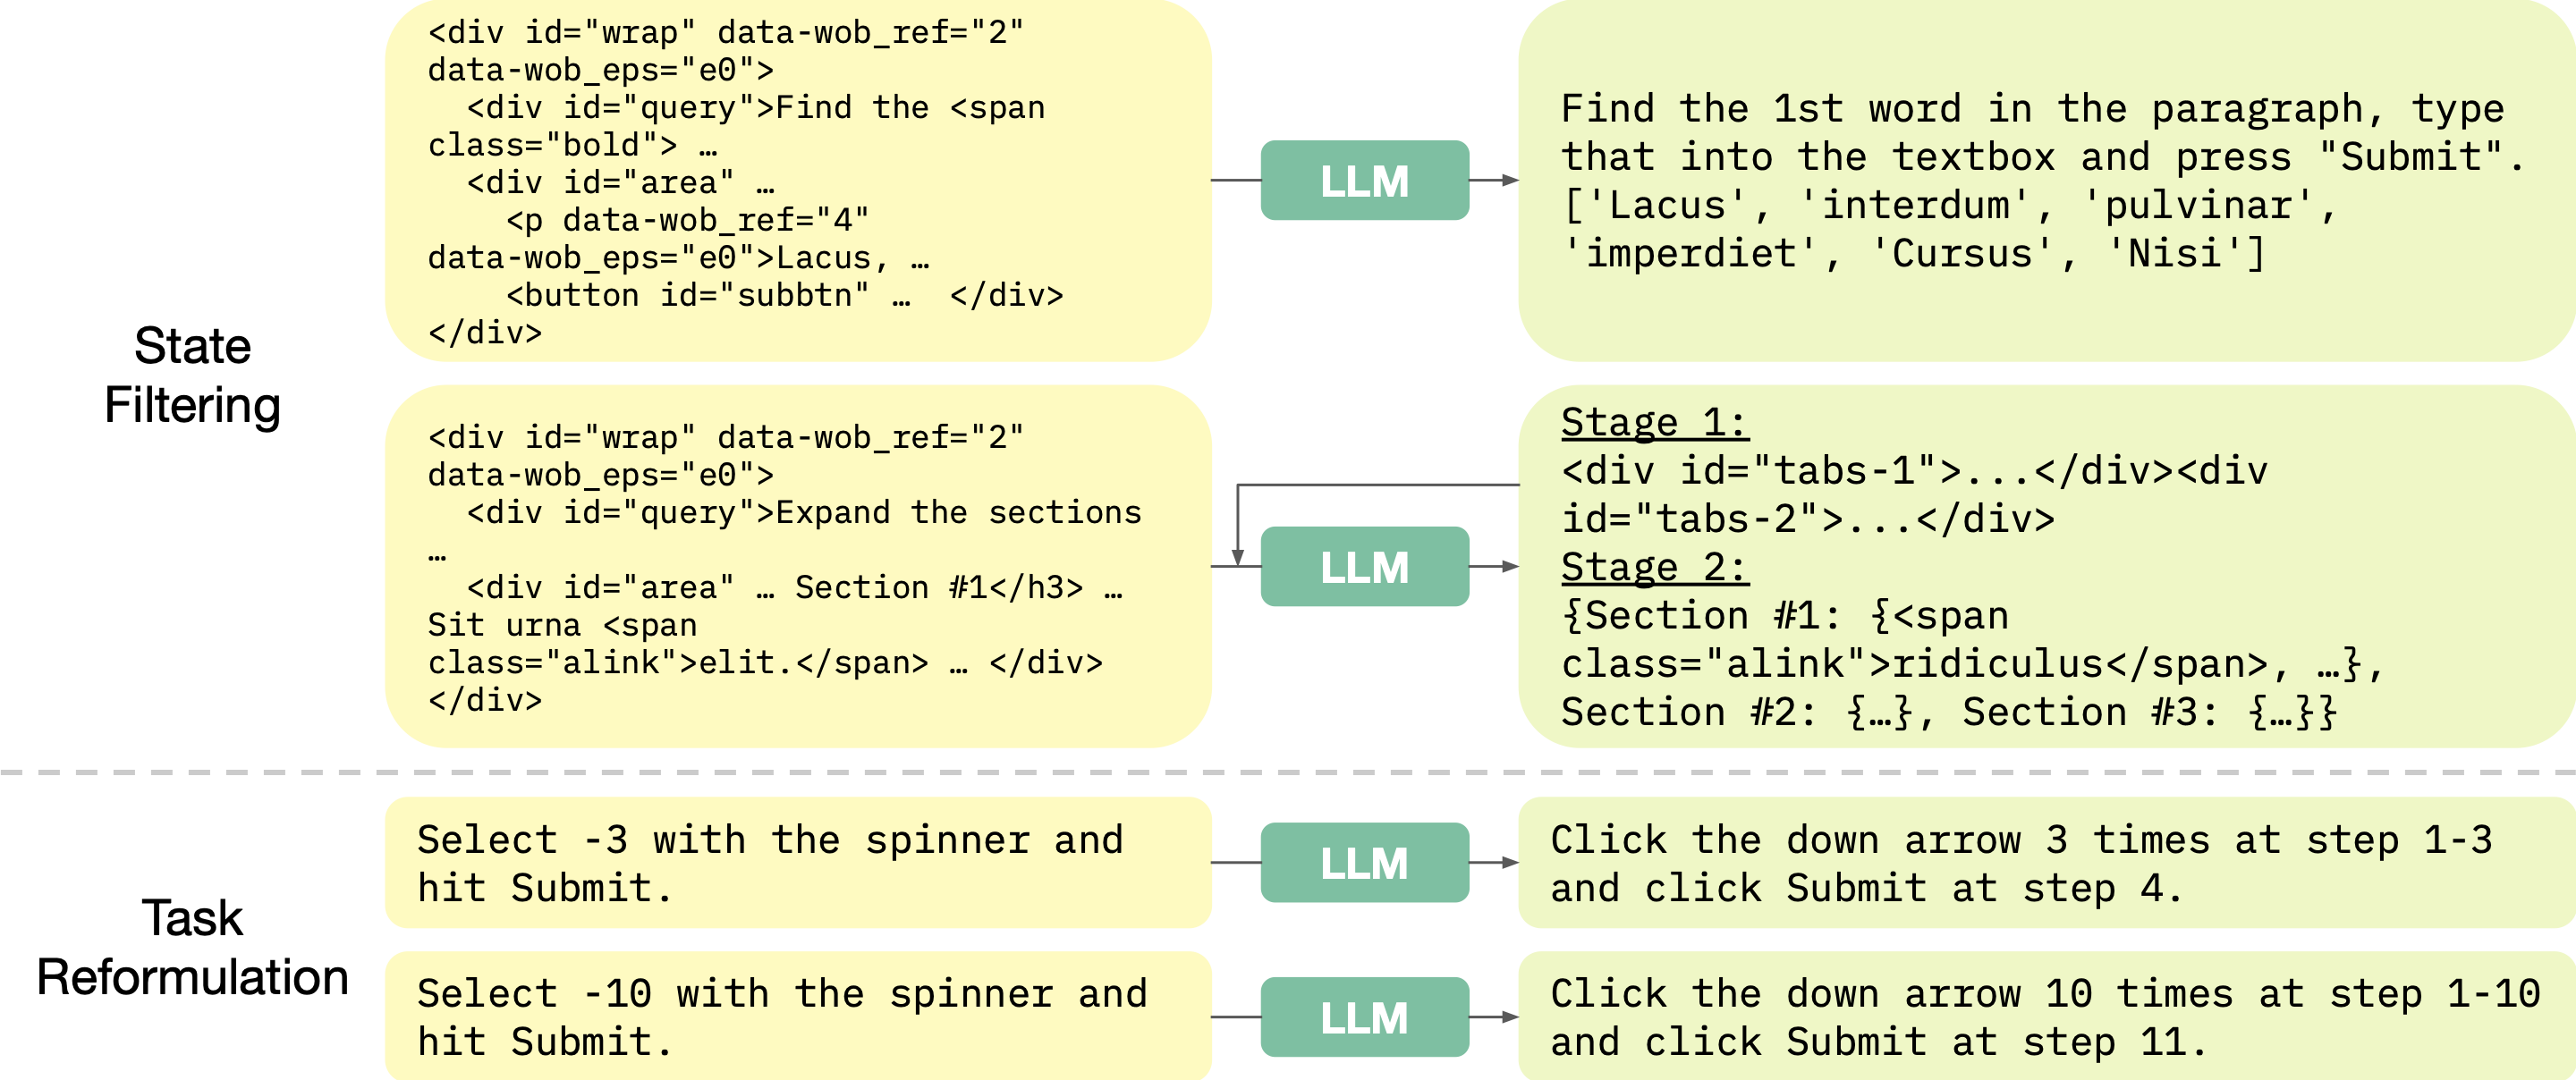 State
Filtering
<div id="wrap" data-wob_ref="2"
data-wob_eps="e0">
  <div id="query">Find the <span
class="bold"> …
  <div id="area" …
    <p data-wob_ref="4"
data-wob_eps="e0">Lacus, …
    <button id="subbtn" …  </div>
</div>
LLM
Find the 1st word in the paragraph, type
that into the textbox and press "Submit".
['Lacus', 'interdum', 'pulvinar',
'imperdiet', 'Cursus', 'Nisi']
<div id="wrap" data-wob_ref="2"
data-wob_eps="e0">
  <div id="query">Expand the sections
…
  <div id="area" … Section #1</h3> …
Sit urna <span
class="alink">elit.</span> … </div>
</div>
LLM
Stage 1:
<div id="tabs-1">...</div><div
id="tabs-2">...</div>
Stage 2:
{Section #1: {<span
class="alink">ridiculus</span>, …},
Section #2: {…}, Section #3: {…}}
Task
Reformulation
Select -3 with the spinner and
hit Submit.
LLM
Click the down arrow 3 times at step 1-3
and click Submit at step 4.
Select -10 with the spinner and
hit Submit.
LLM
Click the down arrow 10 times at step 1-10
and click Submit at step 11.